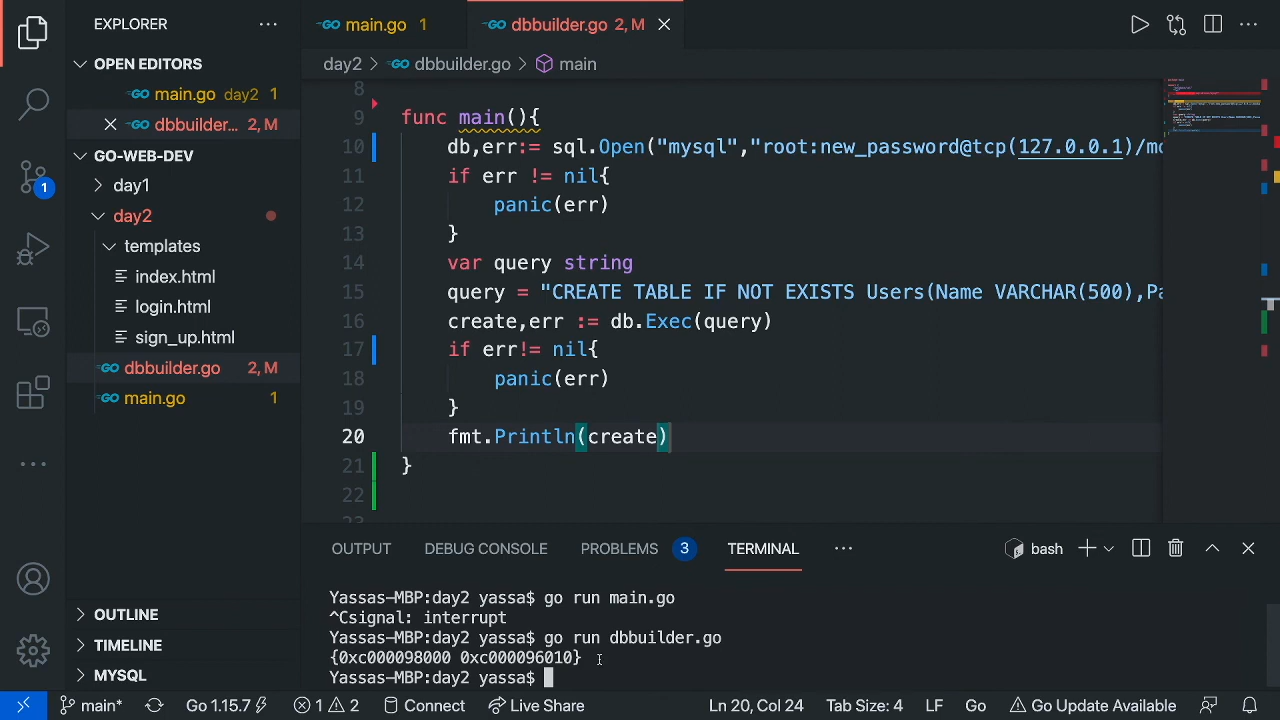 EXPLORER
main.go 1
dbbuilder.go 2, M
OPEN EDITORS
day2 dbbuilder.go main
main.go day2 1
dbbuilder... 2, M
GO-WEB-DEV
day1
day2
templates
index.html
login.html
sign_up.html
dbbuilder.go 2, M
main.go 1
OUTLINE
TIMELINE
MYSQL
8
9 func main(){
10 db,err:= sql.Open("mysql","root:new_password@tcp(127.0.0.1)/mo
11 if err != nil{
12 panic(err)
13 }
14 var query string
15 query = "CREATE TABLE IF NOT EXISTS Users(Name VARCHAR(500),Pa
16 create,err := db.Exec(query)
17 if err!= nil{
18 panic(err)
19 }
20 fmt.Println(create)
21 }
22
23
1
OUTPUT DEBUG CONSOLE PROBLEMS 3 TERMINAL bash
Yassas-MBP:day2 yassa$ go run main.go
^Csignal: interrupt
Yassas-MBP:day2 yassa$ go run dbbuilder.go
{0xc000098000 0xc000096010}
Yassas-MBP:day2 yassa$
main* Go 1.15.7 1 2 Connect Live Share Ln 20, Col 24 Tab Size: 4 LF Go Go Update Available